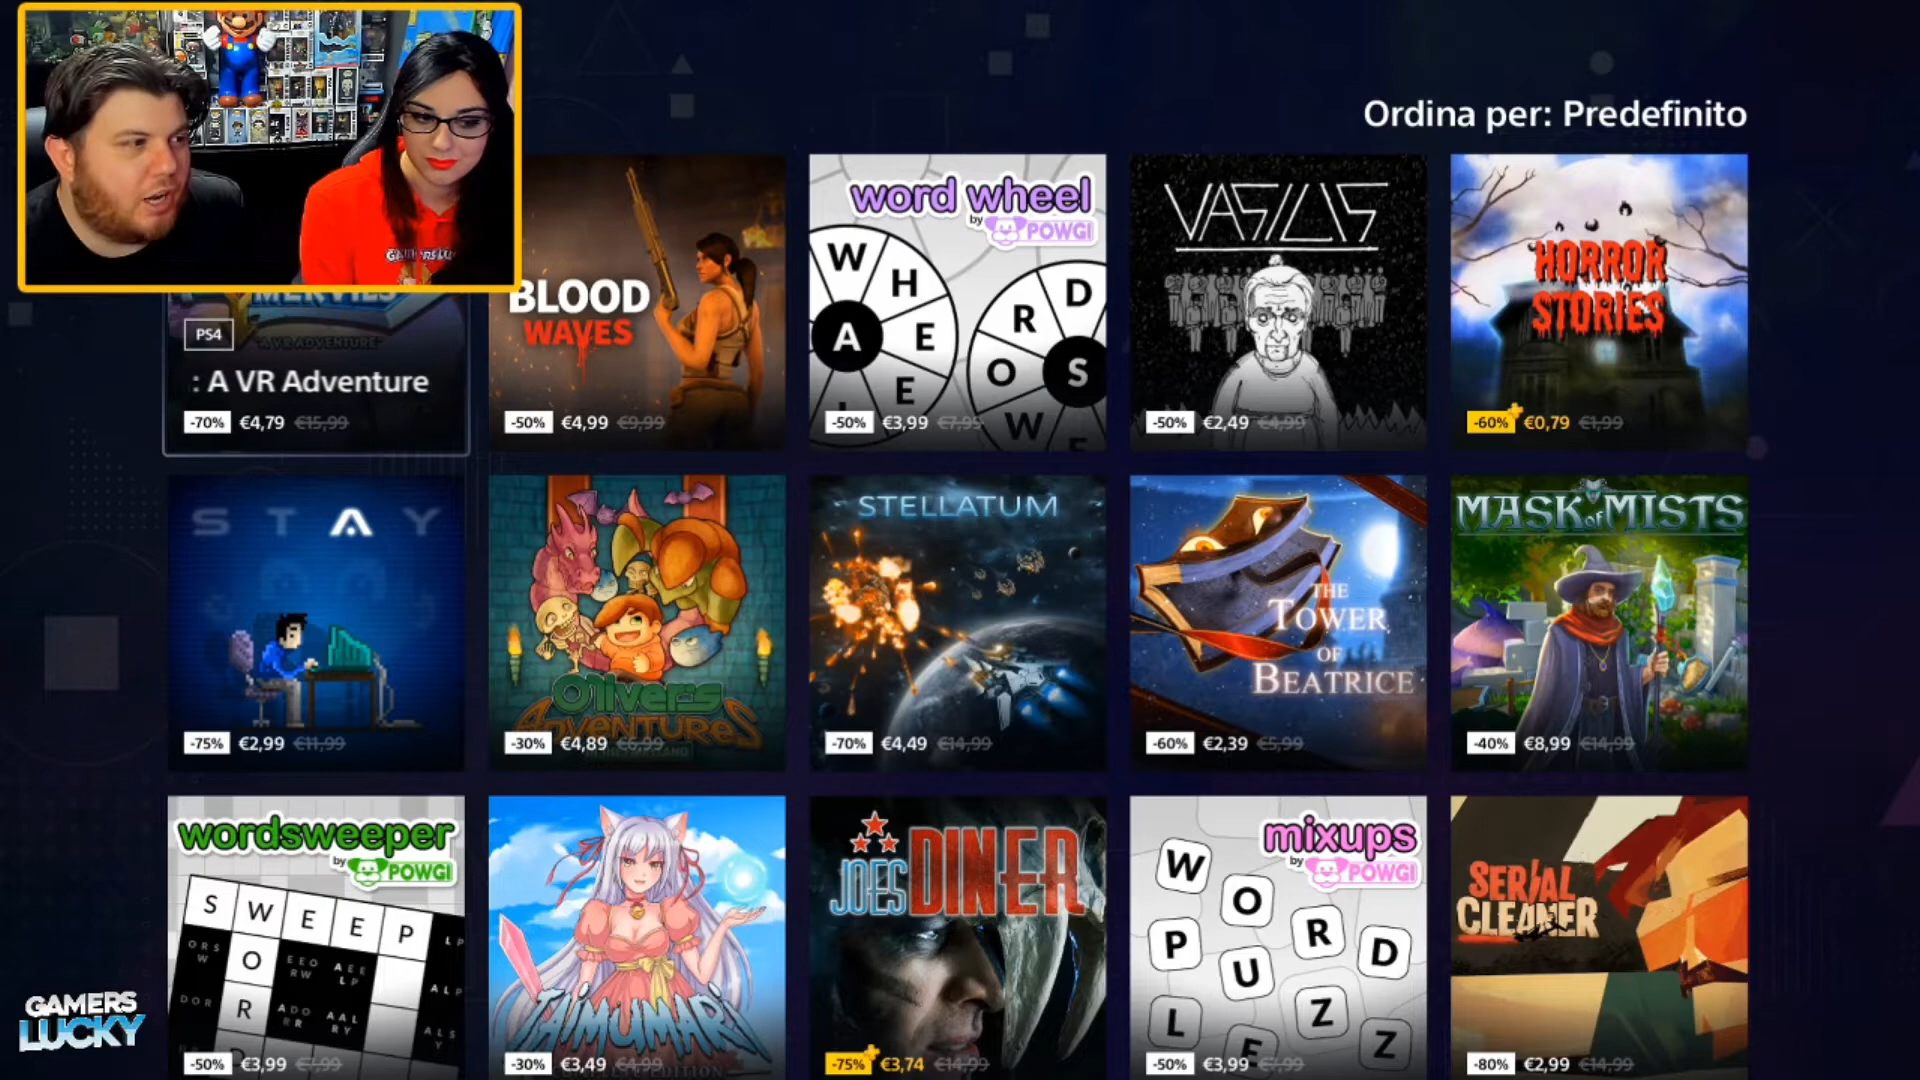 Ordina per: Predefinito
PS4
"A VR ADVENTURE"
: A VR Adventure
-70% €4,79 €15,99
BLOOD
WAVES
-50% €4,99 €9,99
word wheel
by POWGI
W
H
A
E
E
D
R
O
S
W
-50% €3,99 €7,99
VASILIS
-50% €2,49 €4,99
HORROR
STORIES
-60% €0,79 €1,99
STAY
-75% €2,99 €11,99
Olivers
ADVENTURES
-30% €4,89 €6,99
STELLATUM
-70% €4,49 €14,99
THE
TOWER
OF
BEATRICE
-60% €2,39 €5,99
MASK of MISTS
-40% €8,99 €14,99
wordsweeper
by POWGI
S W E E P
O
R
-50% €3,99 €7,99
TAIMUMARI
-30% €3,49 €4,99
JOES DINER
-75% €3,74 €14,99
mixups
by POWGI
W O R D
P U Z Z
L E
-50% €3,99 €7,99
SERIAL
CLEANER
-80% €2,99 €14,99
GAMERS
LUCKY